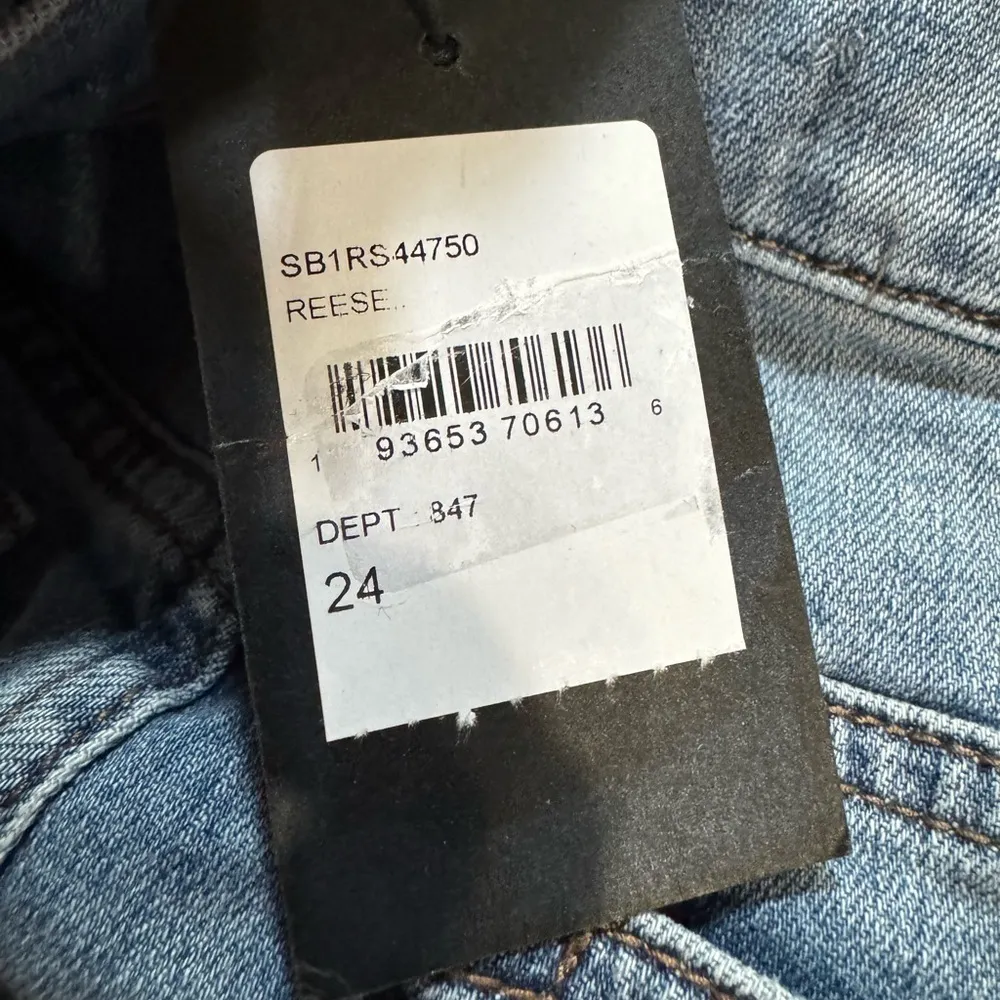 SB1RS44750
REESE
1 93653 70613 6
DEPT 847
24